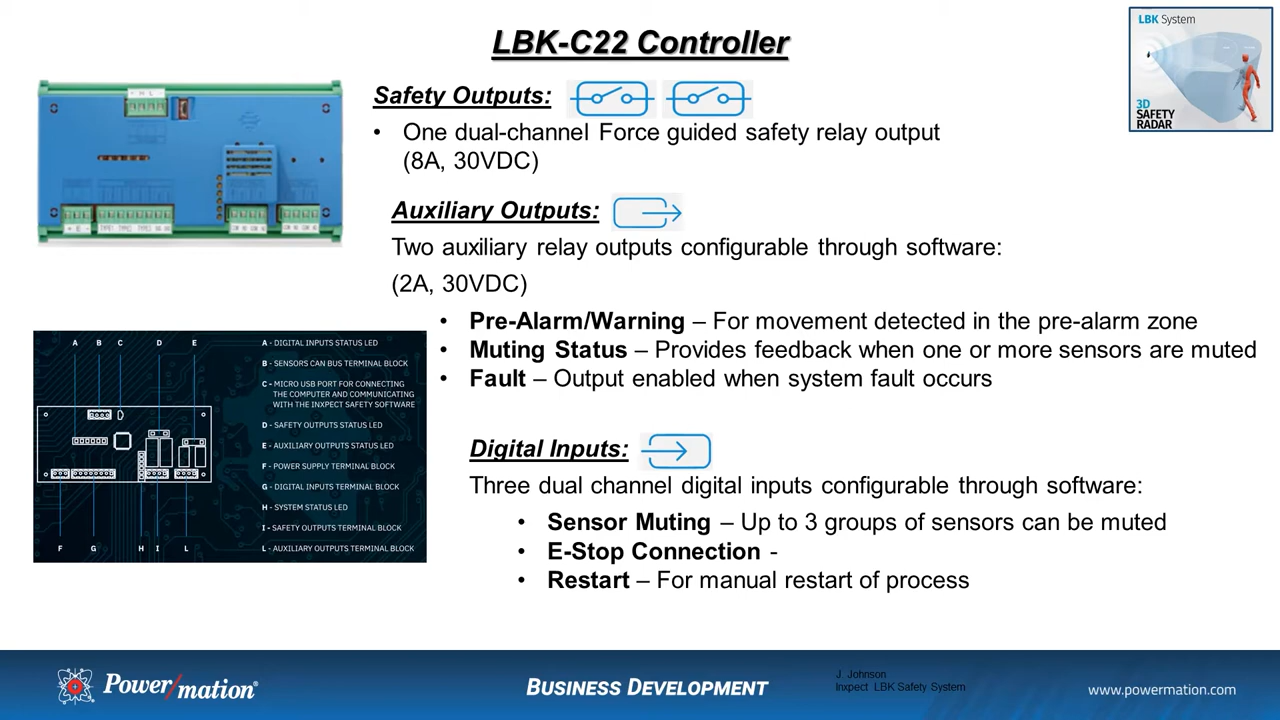 LBK-C22 Controller
LBK System
3D
SAFETY
RADAR
Safety Outputs:
• One dual-channel Force guided safety relay output
(8A, 30VDC)
Auxiliary Outputs:
Two auxiliary relay outputs configurable through software:
(2A, 30VDC)
• Pre-Alarm/Warning – For movement detected in the pre-alarm zone
• Muting Status – Provides feedback when one or more sensors are muted
• Fault – Output enabled when system fault occurs
Digital Inputs:
Three dual channel digital inputs configurable through software:
• Sensor Muting – Up to 3 groups of sensors can be muted
• E-Stop Connection -
• Restart – For manual restart of process
A B C D E
F G H I L
A - DIGITAL INPUTS STATUS LED
B - SENSORS CAN BUS TERMINAL BLOCK
C - MICRO USB PORT FOR CONNECTING
THE COMPUTER AND COMMUNICATING
WITH THE INXPECT SAFETY SOFTWARE
D - SAFETY OUTPUTS STATUS LED
E - AUXILIARY OUTPUTS STATUS LED
F - POWER SUPPLY TERMINAL BLOCK
G - DIGITAL INPUTS TERMINAL BLOCK
H - SYSTEM STATUS LED
I - SAFETY OUTPUTS TERMINAL BLOCK
L - AUXILIARY OUTPUTS TERMINAL BLOCK
Power/mation®
BUSINESS DEVELOPMENT
J. Johnson
Inxpect LBK Safety System
www.powermation.com